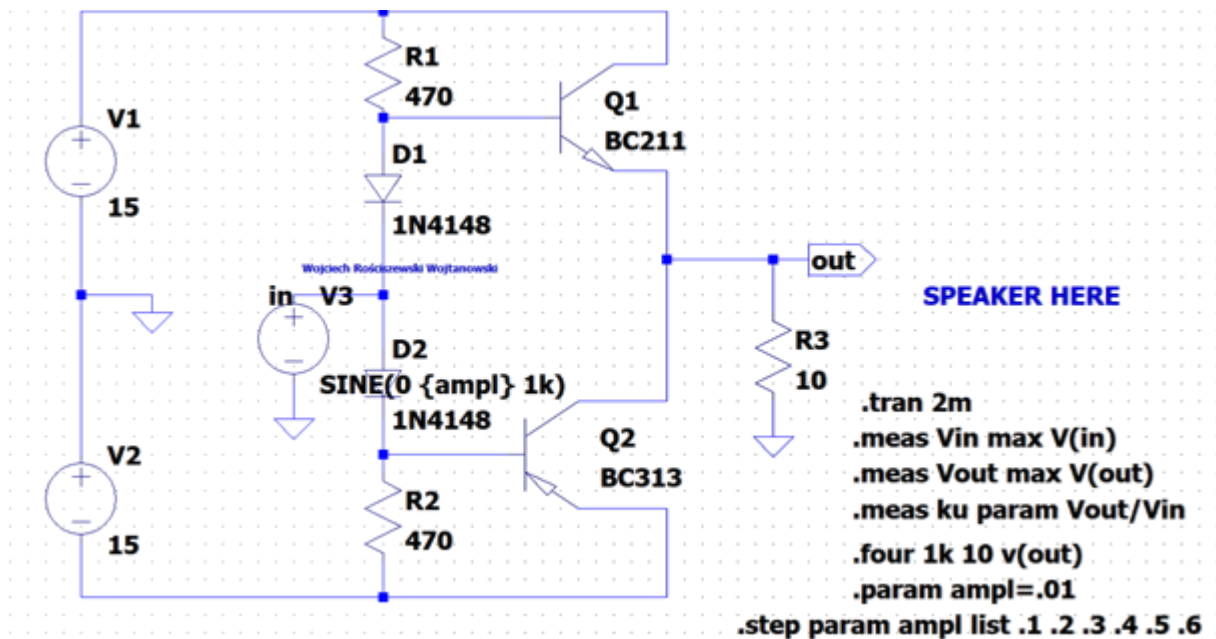 R1
470
Q1
BC211
V1
15
D1
1N4148
Wojciech Rościszewski Wojtanowski
in
V3
out
SPEAKER HERE
D2
SINE(0 {ampl} 1k)
1N4148
R3
10
Q2
BC313
V2
15
R2
470
.tran 2m
.meas Vin max V(in)
.meas Vout max V(out)
.meas ku param Vout/Vin
.four 1k 10 v(out)
.param ampl=.01
.step param ampl list .1 .2 .3 .4 .5 .6